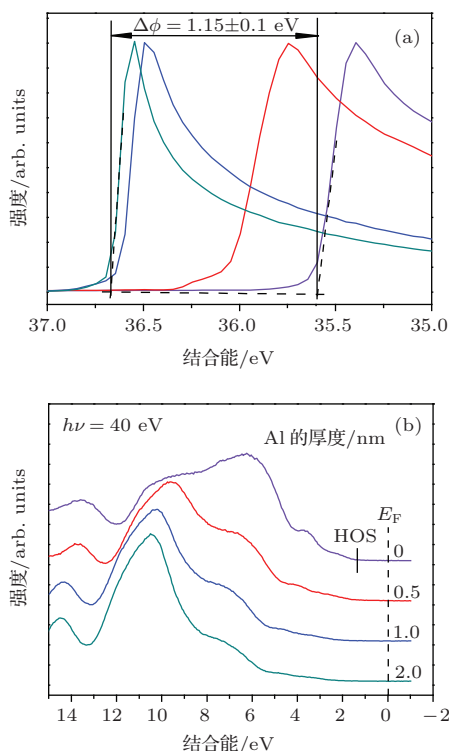 Δϕ = 1.15±0.1 eV
(a)
强度/arb. units
37.0 36.5 36.0 35.5 35.0
结合能/eV
hν = 40 eV
(b)
Al 的厚度/nm
E_F
HOS
0
0.5
1.0
2.0
强度/arb. units
15 14 12 10 8 6 4 2 0 −2
结合能/eV